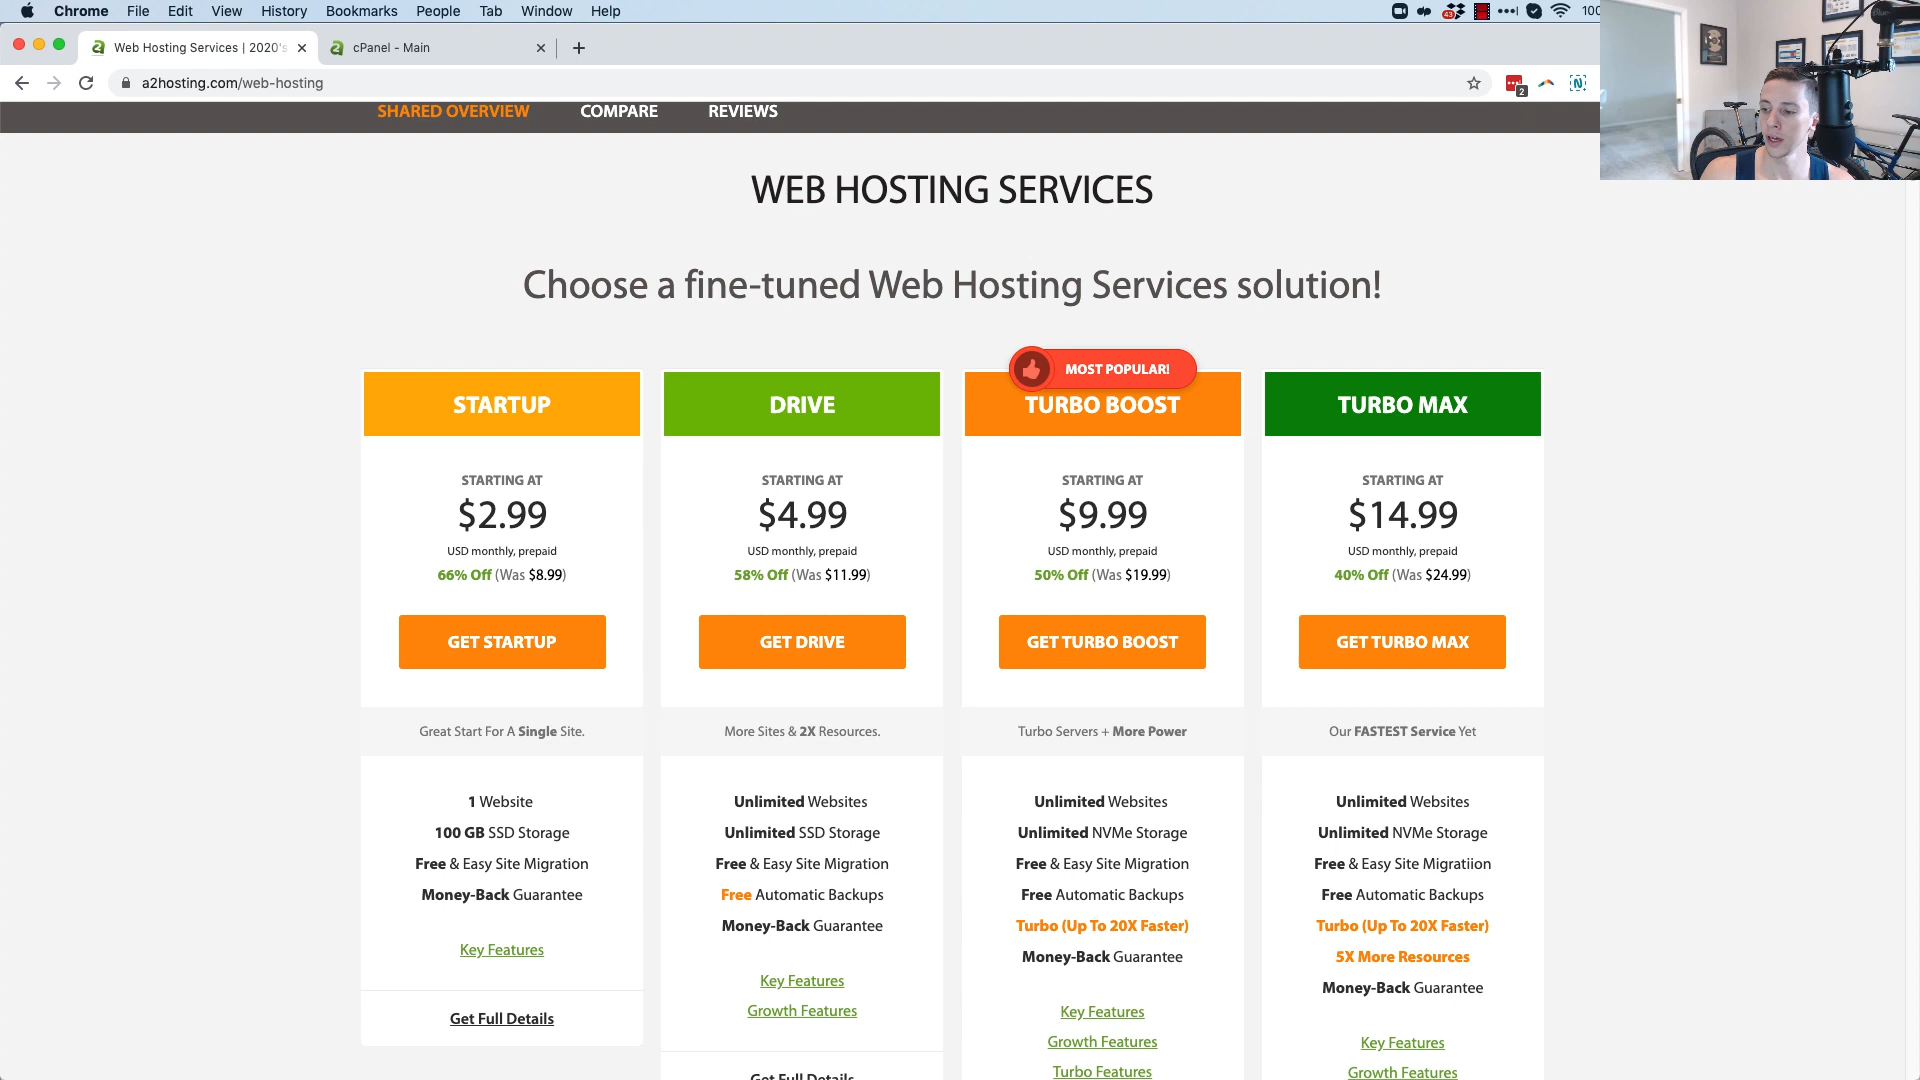 Chrome File Edit View History Bookmarks People Tab Window Help
43
100
Web Hosting Services | 2020's
cPanel - Main
a2hosting.com/web-hosting
2
SHARED OVERVIEW COMPARE REVIEWS
WEB HOSTING SERVICES
Choose a fine-tuned Web Hosting Services solution!
STARTUP
STARTING AT
$2.99
USD monthly, prepaid
66% Off (Was $8.99)
GET STARTUP
Great Start For A Single Site.
1 Website
100 GB SSD Storage
Free & Easy Site Migration
Money-Back Guarantee
Key Features
Get Full Details
DRIVE
STARTING AT
$4.99
USD monthly, prepaid
58% Off (Was $11.99)
GET DRIVE
More Sites & 2X Resources.
Unlimited Websites
Unlimited SSD Storage
Free & Easy Site Migration
Free Automatic Backups
Money-Back Guarantee
Key Features
Growth Features
Get Full Details
MOST POPULAR!
TURBO BOOST
STARTING AT
$9.99
USD monthly, prepaid
50% Off (Was $19.99)
GET TURBO BOOST
Turbo Servers + More Power
Unlimited Websites
Unlimited NVMe Storage
Free & Easy Site Migration
Free Automatic Backups
Turbo (Up To 20X Faster)
Money-Back Guarantee
Key Features
Growth Features
Turbo Features
TURBO MAX
STARTING AT
$14.99
USD monthly, prepaid
40% Off (Was $24.99)
GET TURBO MAX
Our FASTEST Service Yet
Unlimited Websites
Unlimited NVMe Storage
Free & Easy Site Migratiion
Free Automatic Backups
Turbo (Up To 20X Faster)
5X More Resources
Money-Back Guarantee
Key Features
Growth Features